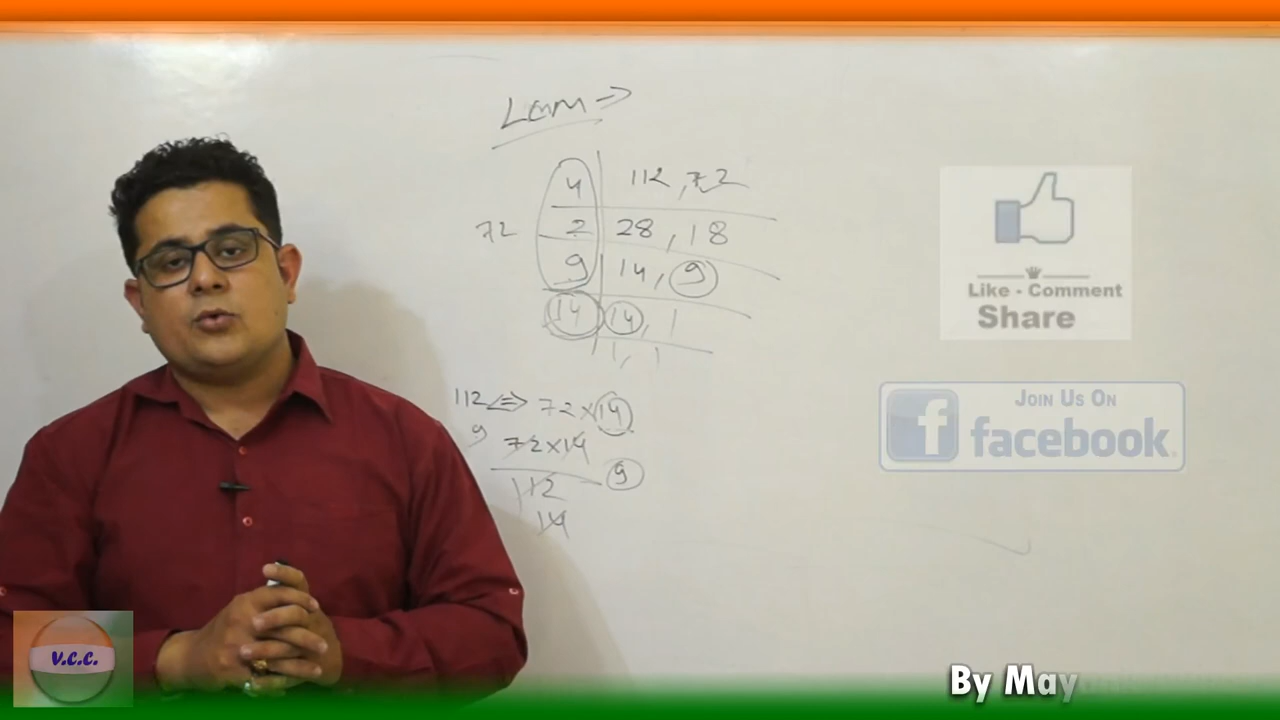 LCM ⇒
4 | 112, 72
72 2 | 28, 18
9 | 14, 9
14 | 14, 1
1, 1
112 ⇔ 72×14
9 72×14
9
112
14
Like - Comment
Share
JOIN US ON
facebook
V.C.C.
By May